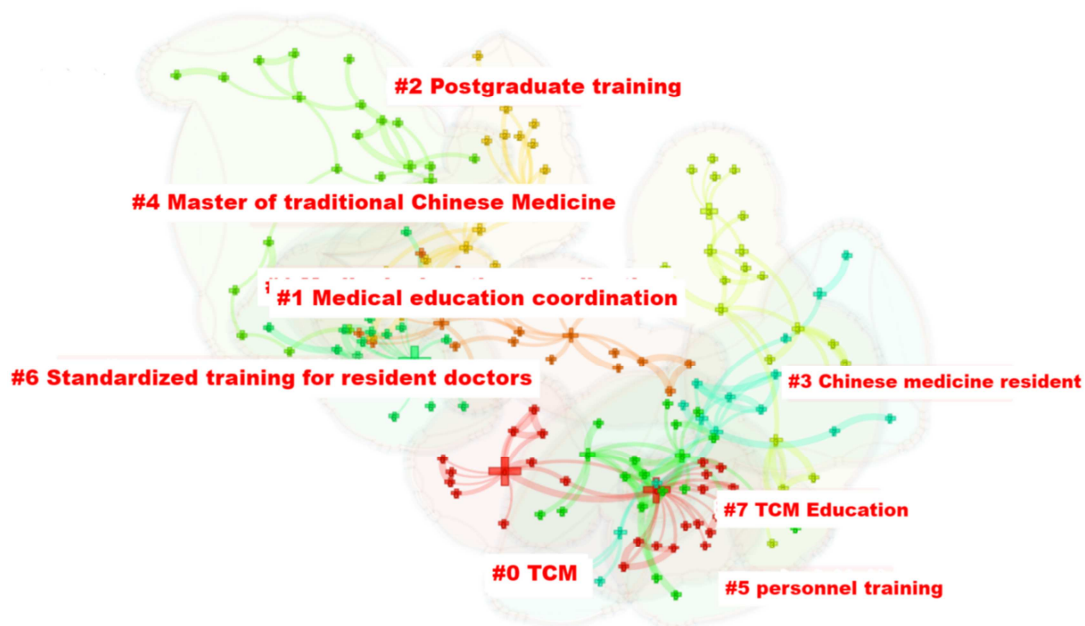 #2 Postgraduate training
#4 Master of traditional Chinese Medicine
#1 Medical education coordination
#6 Standardized training for resident doctors
#3 Chinese medicine resident
#7 TCM Education
#0 TCM
#5 personnel training